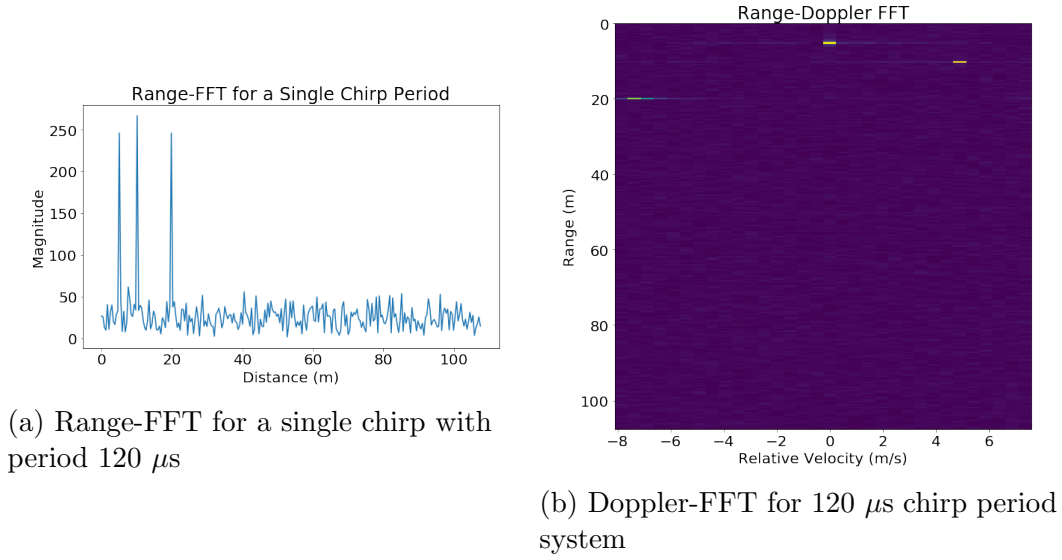 Range-FFT for a Single Chirp Period
Magnitude
250
200
150
100
50
0
0 20 40 60 80 100
Distance (m)
(a) Range-FFT for a single chirp with
period 120 μs
Range-Doppler FFT
Range (m)
0
20
40
60
80
100
−8 −6 −4 −2 0 2 4 6
Relative Velocity (m/s)
(b) Doppler-FFT for 120 μs chirp period
system